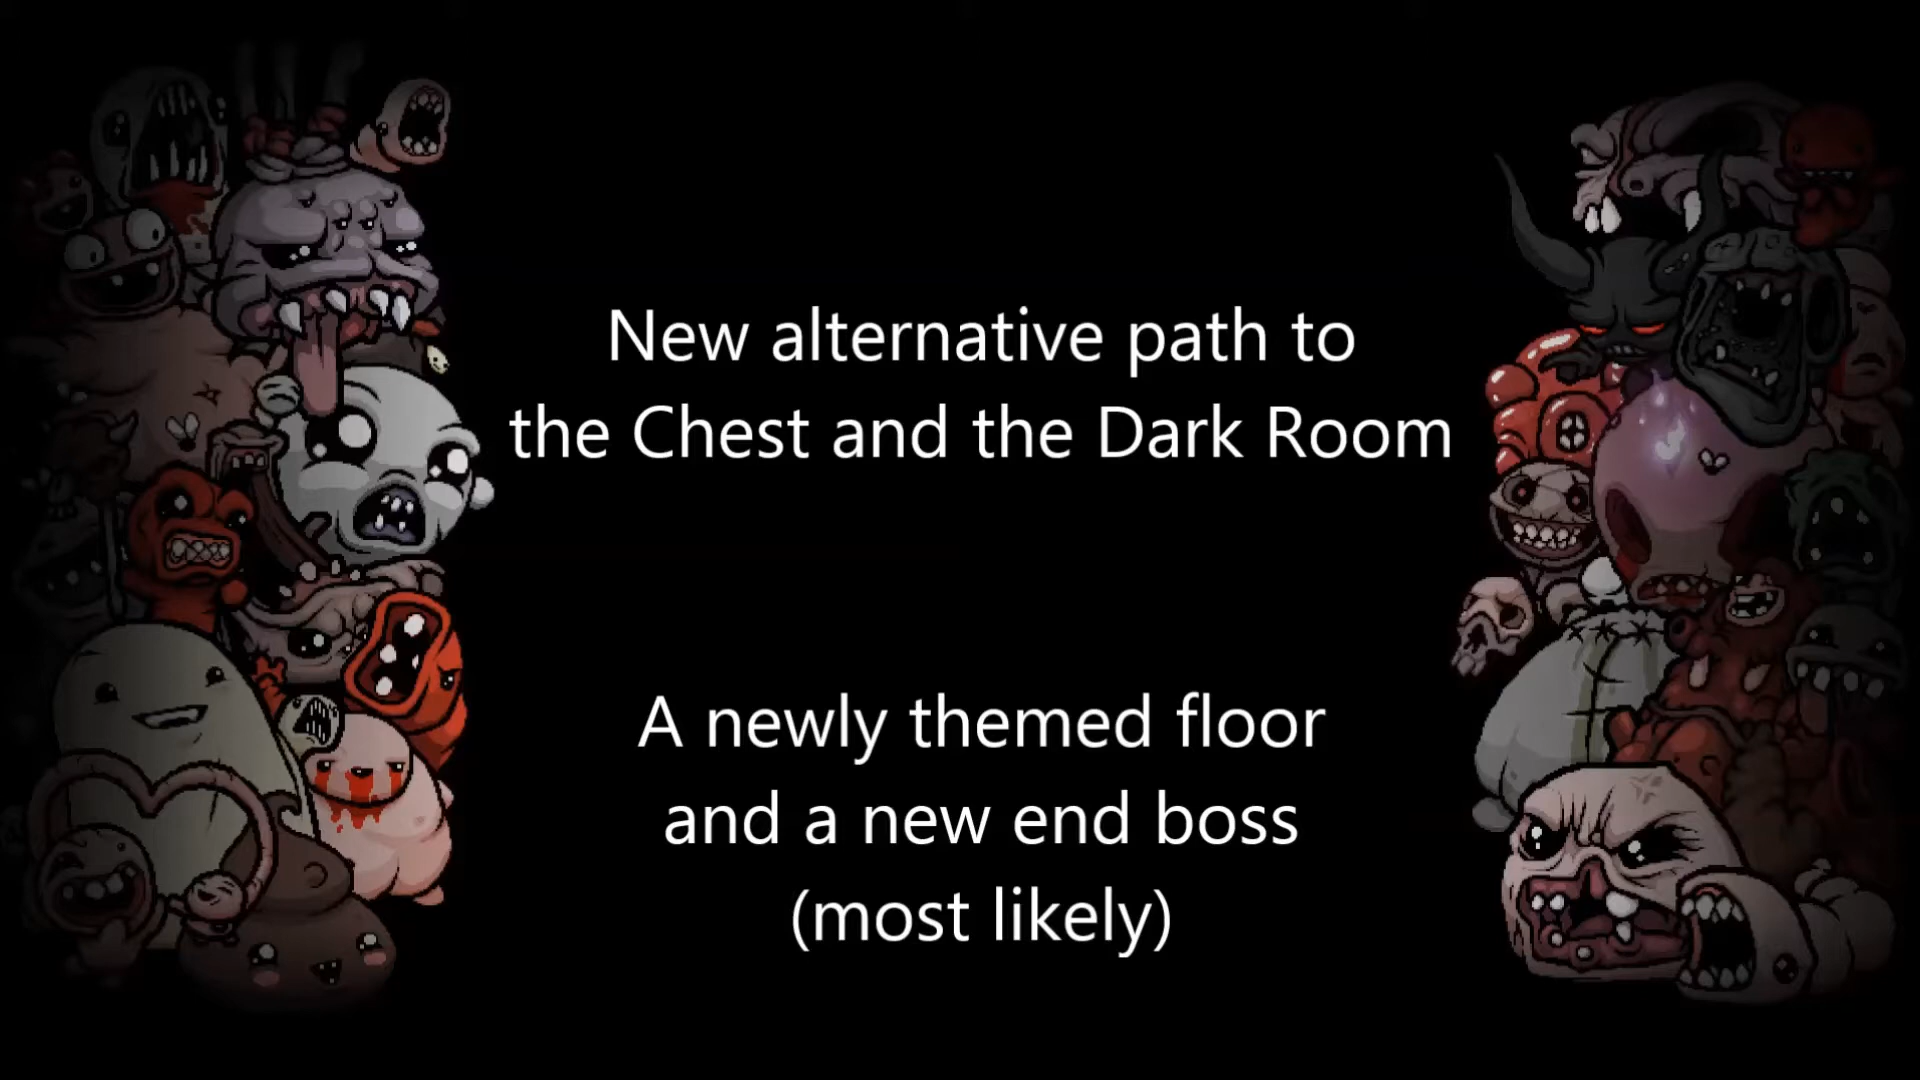 New alternative path to
the Chest and the Dark Room
A newly themed floor
and a new end boss
(most likely)